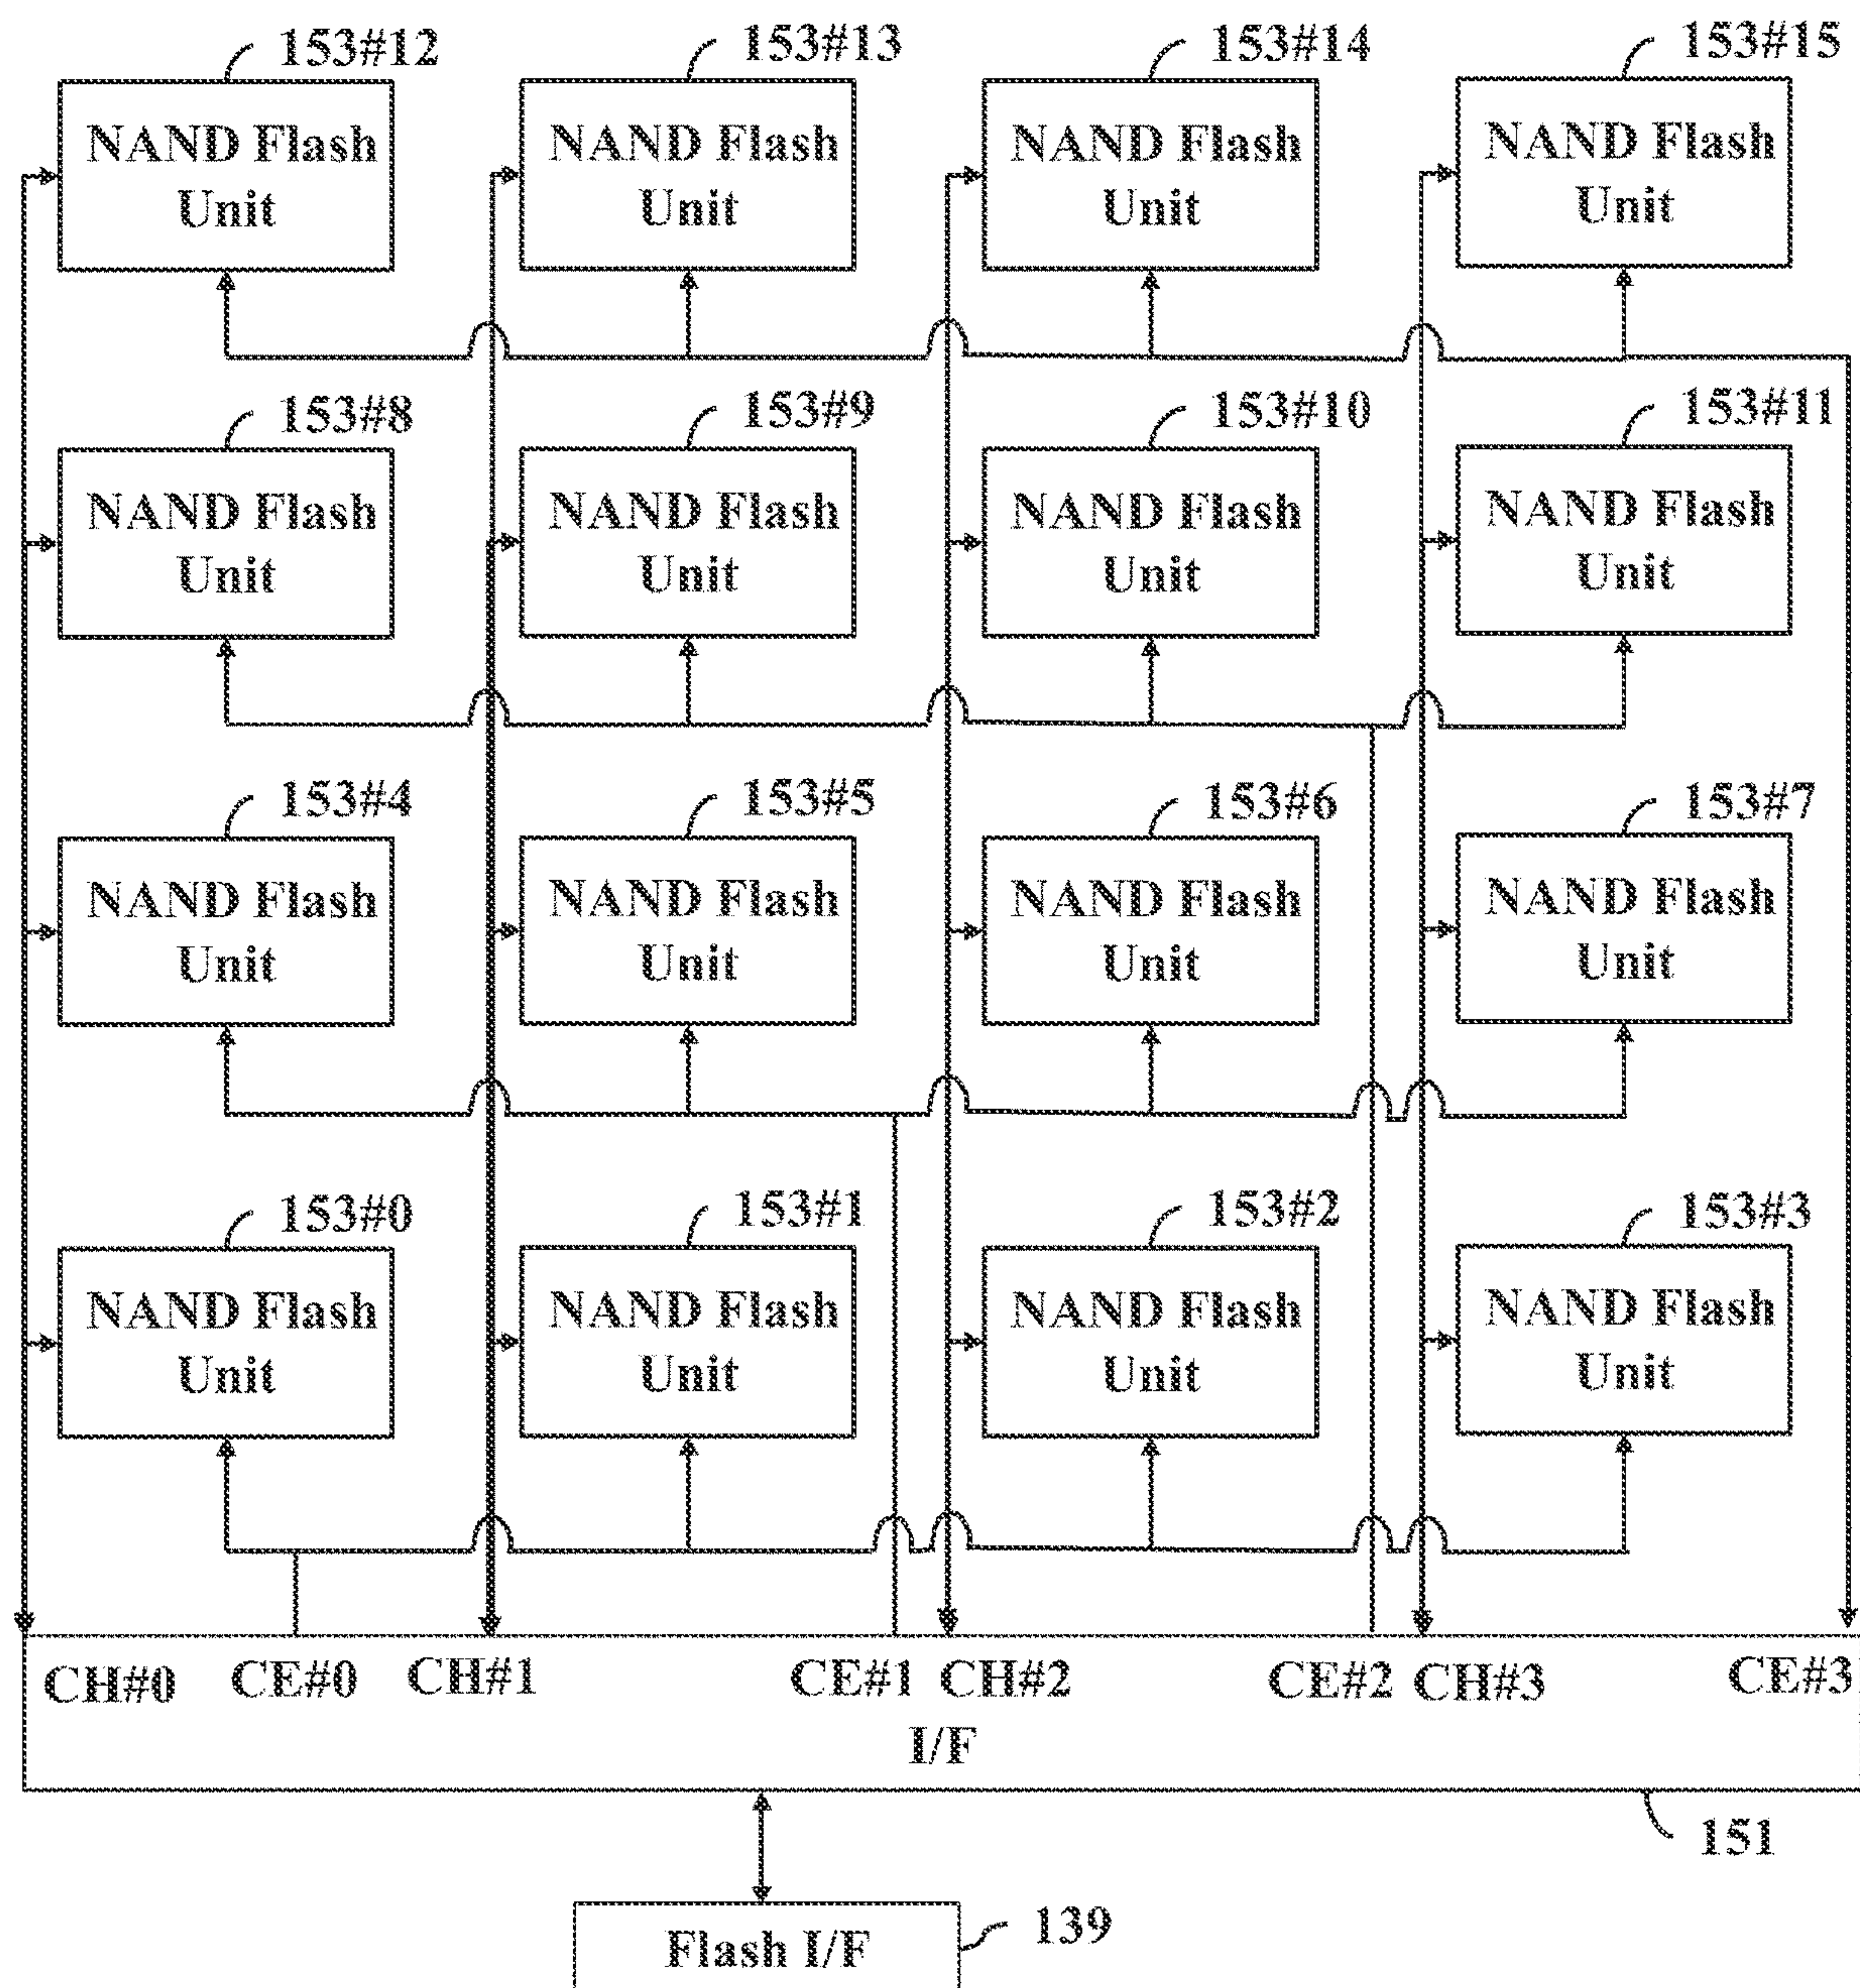 153#12
153#13
153#14
153#15
NAND Flash
Unit
NAND Flash
Unit
NAND Flash
Unit
NAND Flash
Unit
153#8
153#9
153#10
153#11
NAND Flash
Unit
NAND Flash
Unit
NAND Flash
Unit
NAND Flash
Unit
153#4
153#5
153#6
153#7
NAND Flash
Unit
NAND Flash
Unit
NAND Flash
Unit
NAND Flash
Unit
153#0
153#1
153#2
153#3
NAND Flash
Unit
NAND Flash
Unit
NAND Flash
Unit
NAND Flash
Unit
CH#0
CE#0
CH#1
CE#1
CH#2
CE#2
CH#3
CE#3
I/F
151
Flash I/F
139